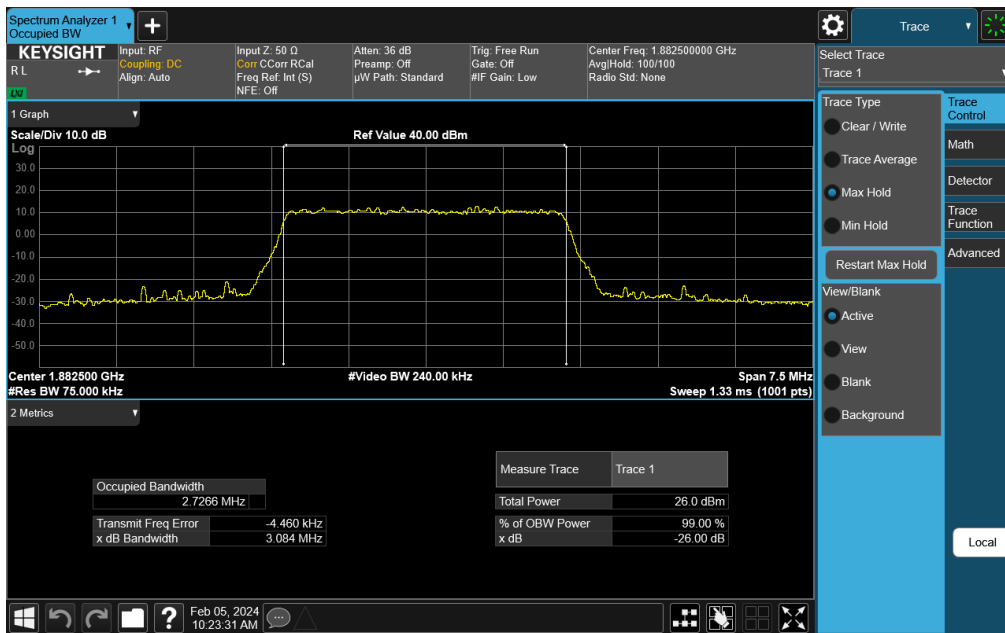 Spectrum Analyzer 1
Occupied BW
Trace
KEYSIGHT
R L
LXI
Input: RF
Coupling: DC
Align: Auto
Input Z: 50 Ω
Corr CCorr RCal
Freq Ref: Int (S)
NFE: Off
Atten: 36 dB
Preamp: Off
µW Path: Standard
Trig: Free Run
Gate: Off
#IF Gain: Low
Center Freq: 1.882500000 GHz
Avg|Hold: 100/100
Radio Std: None
Select Trace
Trace 1
1 Graph
Scale/Div 10.0 dB
Ref Value 40.00 dBm
Log
30.0
20.0
10.0
0.00
-10.0
-20.0
-30.0
-40.0
-50.0
Center 1.882500 GHz
#Video BW 240.00 kHz
Span 7.5 MHz
#Res BW 75.000 kHz
Sweep 1.33 ms (1001 pts)
2 Metrics
Occupied Bandwidth
2.7266 MHz
Transmit Freq Error -4.460 kHz
x dB Bandwidth 3.084 MHz
Measure Trace Trace 1
Total Power 26.0 dBm
% of OBW Power 99.00 %
x dB -26.00 dB
Trace Type
Clear / Write
Trace Average
Max Hold
Min Hold
Restart Max Hold
View/Blank
Active
View
Blank
Background
Trace
Control
Math
Detector
Trace
Function
Advanced
Local
?
Feb 05, 2024
10:23:31 AM